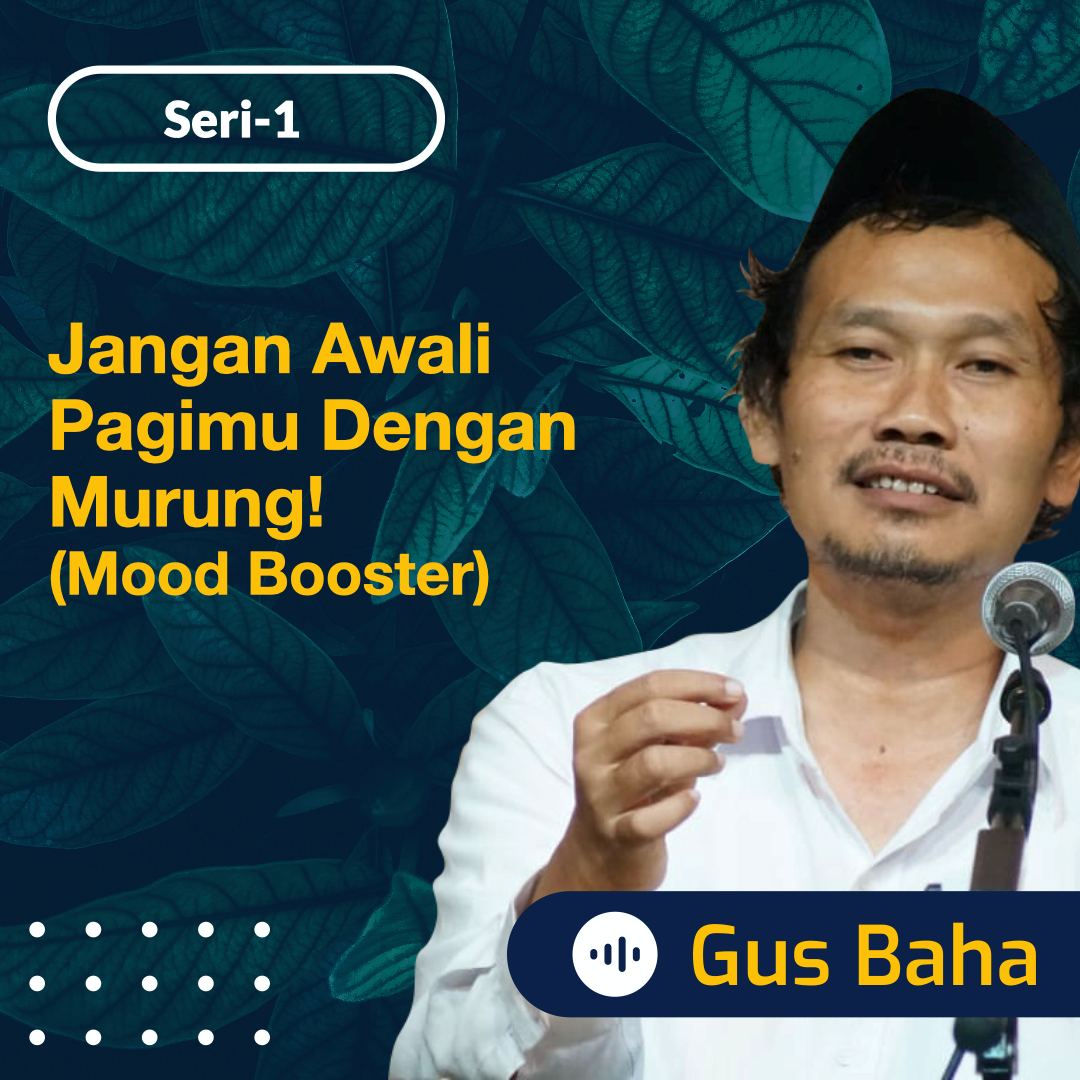 Seri-1
Jangan Awali
Pagimu Dengan
Murung!
(Mood Booster)
Gus Baha